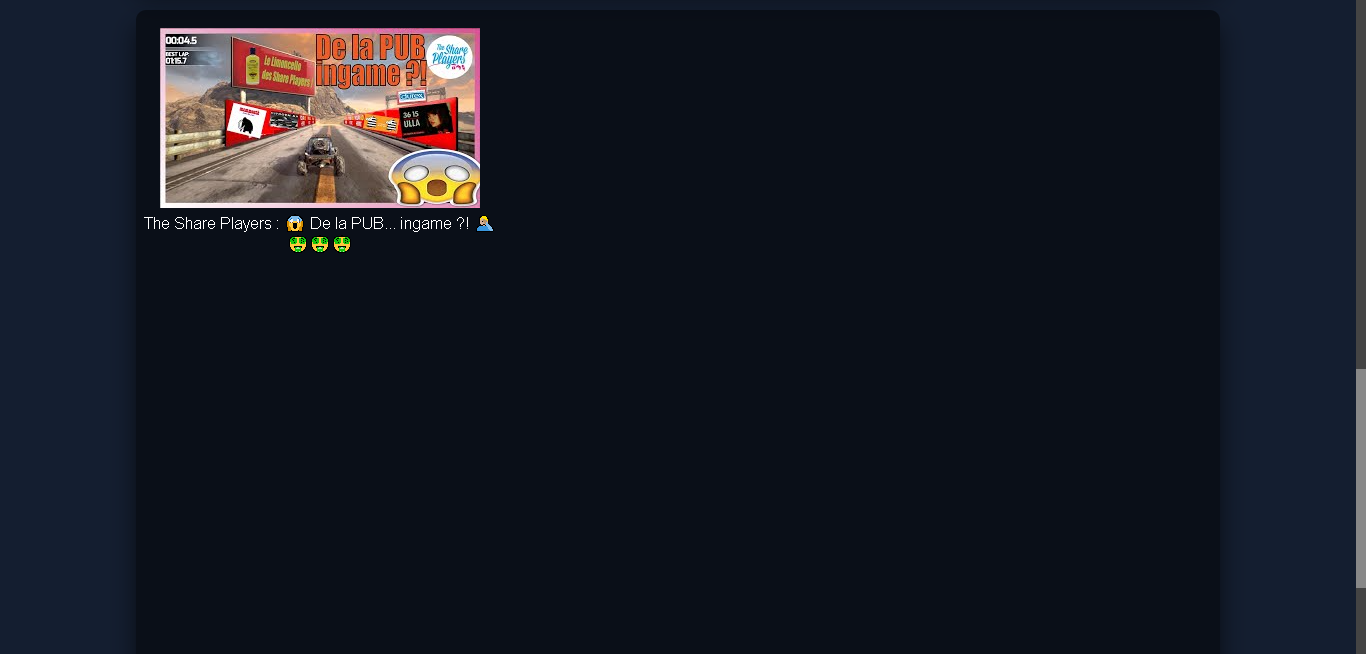 00:04.5
BEST LAP:
01:15.7
De la PUB
ingame ?!
The Share
Players
Le Limoncello
des Share Players !
36 15
ULLA
The Share Players : 😱 De la PUB... ingame ?! 🤦🏼
🤑 🤑 🤑